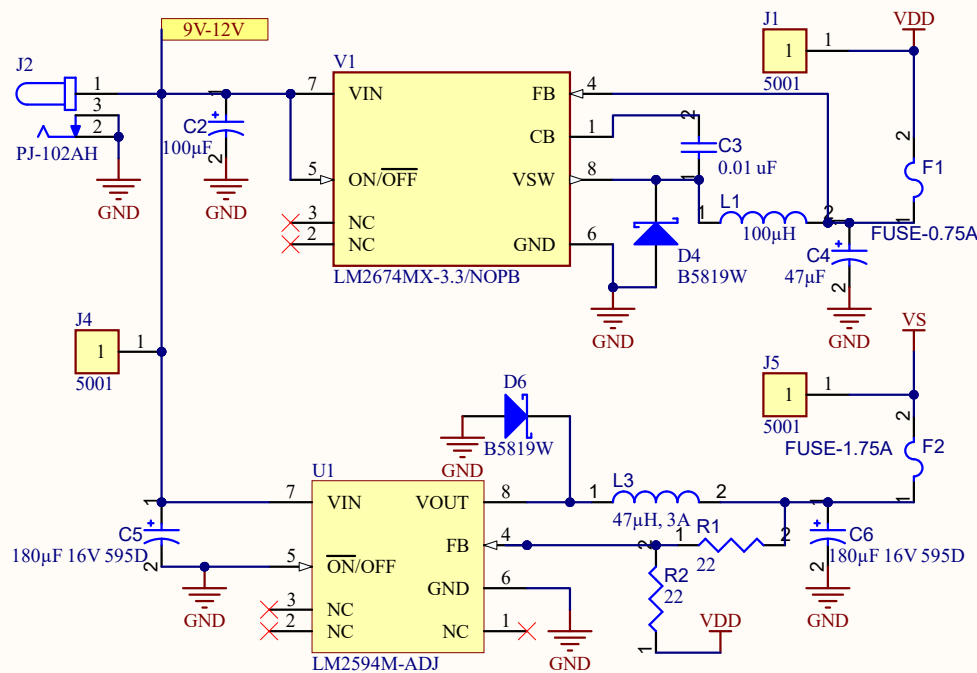 9V-12V
J2
1
3
2
PJ-102AH
GND
1
C2
100µF
2
GND
V1
7
VIN
5
ON/OFF
3
NC
2
NC
FB
4
CB
1
VSW
8
GND
6
LM2674MX-3.3/NOPB
GND
2
C3
0.01 uF
1
D4
B5819W
1
L1
2
100µH
C4
47µF
1
2
GND
J1
1
1
5001
VDD
2
F1
1
FUSE-0.75A
J4
1
1
5001
1
C5
180µF 16V 595D
2
GND
U1
7
VIN
5
ON/OFF
3
NC
2
NC
VOUT
8
FB
4
GND
6
NC
1
LM2594M-ADJ
GND
D6
B5819W
GND
1
L3
2
47µH, 3A
1
R1
2
22
2
R2
22
1
VDD
1
C6
180µF 16V 595D
2
GND
J5
1
1
5001
VS
2
F2
1
FUSE-1.75A